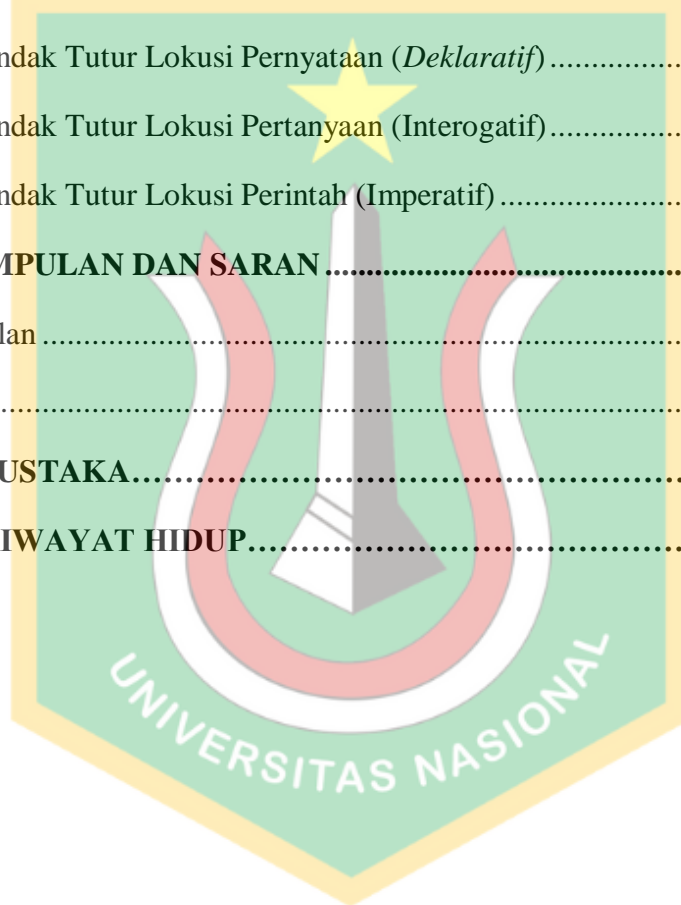 ndak Tutur Lokusi Pernyataan (Deklaratif)................
ndak Tutur Lokusi Pertanyaan (Interogatif)................
ndak Tutur Lokusi Perintah (Imperatif)......................
MPULAN DAN SARAN..............................................
lan................................................................................
......................................................................................
USTAKA.....................................................
IWAYAT HIDUP..........................................
UNIVERSITAS NASIONAL